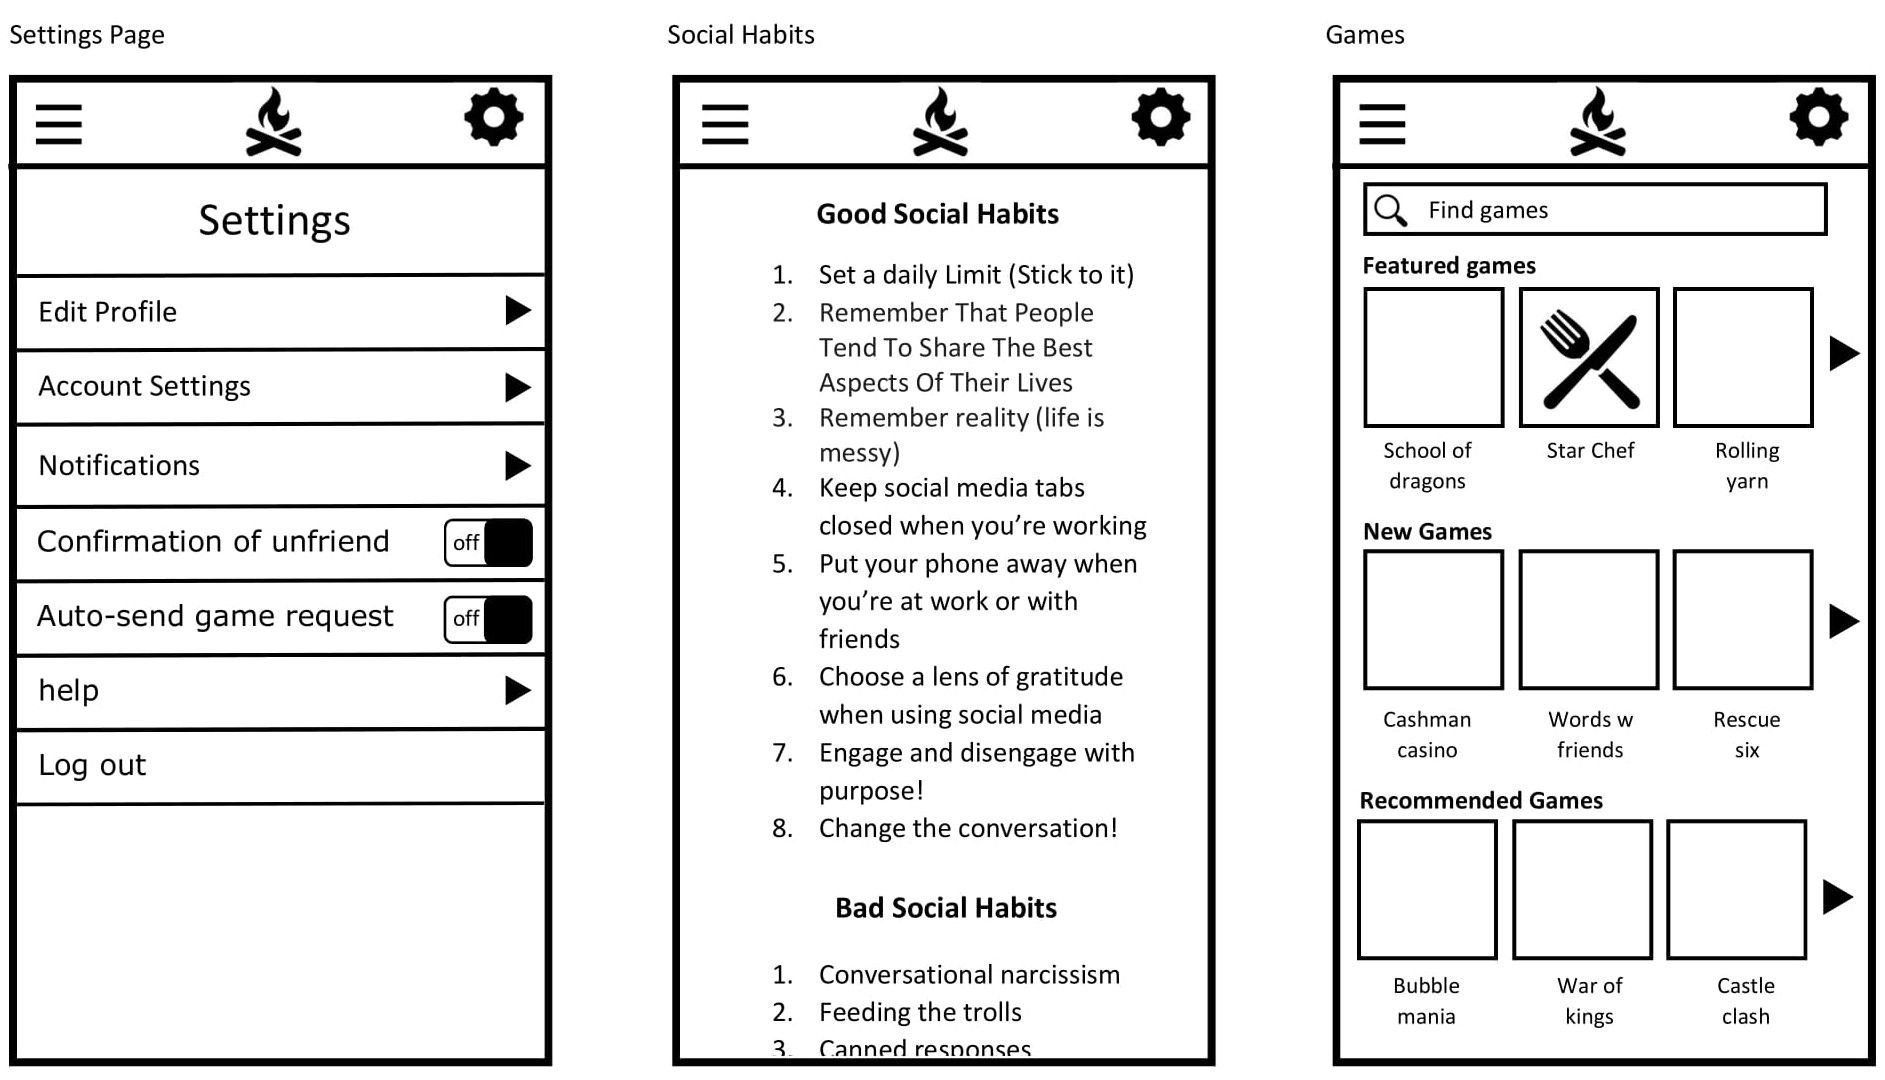 Settings Page
Settings
Edit Profile
Account Settings
Notifications
Confirmation of unfriend off
Auto-send game request off
help
Log out
Social Habits
Good Social Habits
1. Set a daily Limit (Stick to it)
2. Remember That People
Tend To Share The Best
Aspects Of Their Lives
3. Remember reality (life is
messy)
4. Keep social media tabs
closed when you’re working
5. Put your phone away when
you’re at work or with
friends
6. Choose a lens of gratitude
when using social media
7. Engage and disengage with
purpose!
8. Change the conversation!
Bad Social Habits
1. Conversational narcissism
2. Feeding the trolls
3. Canned responses
Games
Find games
Featured games
School of
dragons
Star Chef
Rolling
yarn
New Games
Cashman
casino
Words w
friends
Rescue
six
Recommended Games
Bubble
mania
War of
kings
Castle
clash